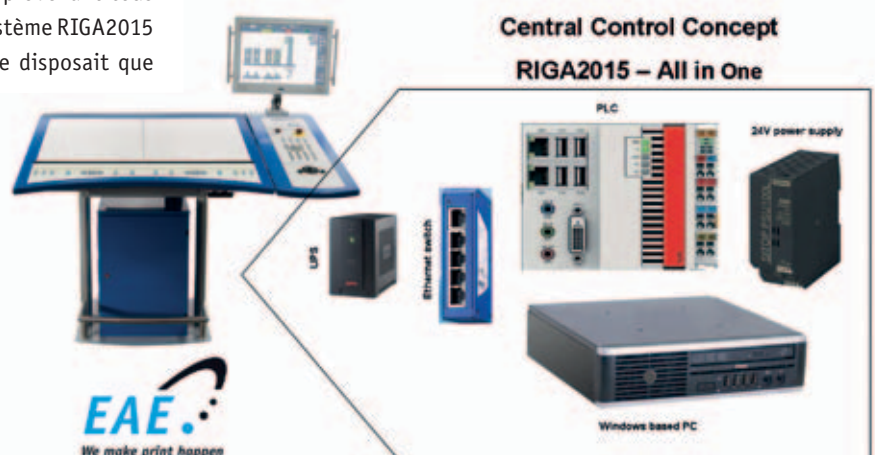 stème RIGA2015
e disposait que
Central Control Concept
RIGA2015 – All in One
PLC
24V power supply
UPS
Ethernet switch
Windows based PC
EAE
We make print happen